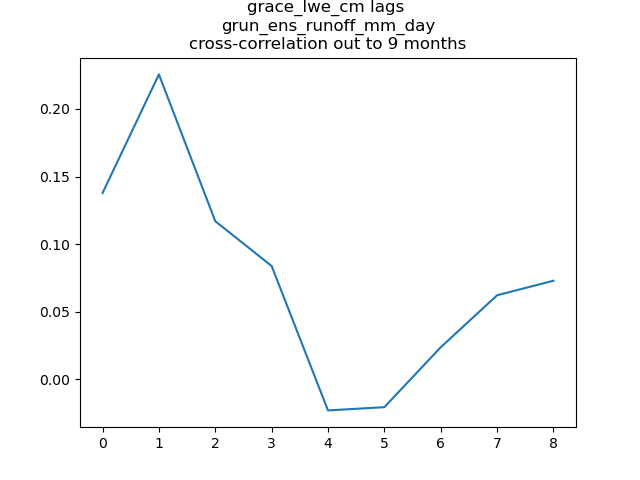 grace_lwe_cm lags
grun_ens_runoff_mm_day
cross-correlation out to 9 months
0.20
0.15
0.10
0.05
0.00
0 1 2 3 4 5 6 7 8